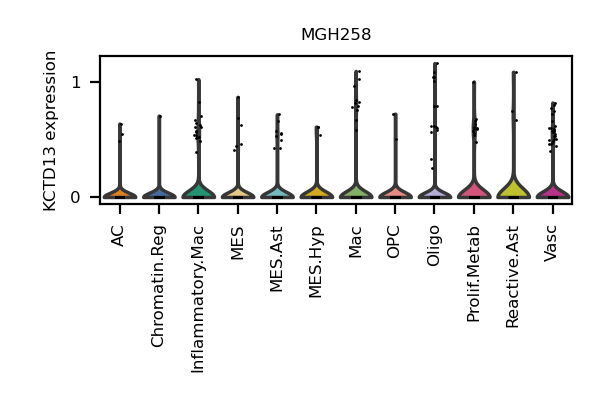 MGH258
KCTD13 expression
1
0
AC
Chromatin.Reg
Inflammatory.Mac
MES
MES.Ast
MES.Hyp
Mac
OPC
Oligo
Prolif.Metab
Reactive.Ast
Vasc